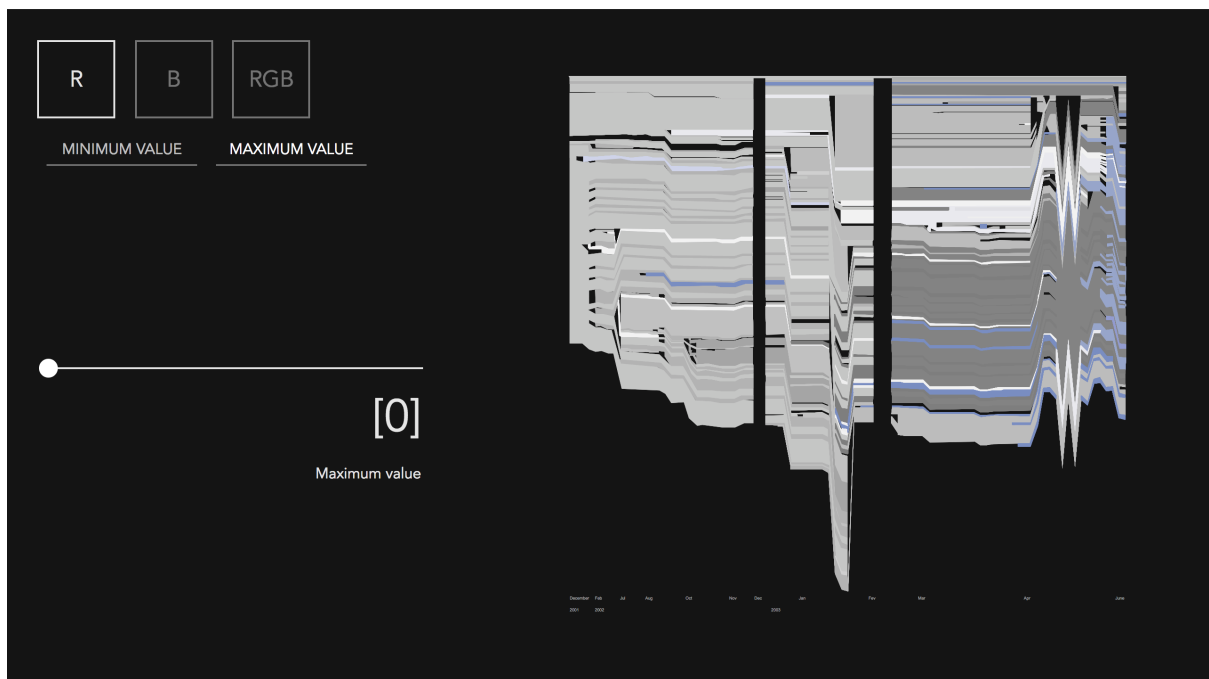 R B RGB
MINIMUM VALUE MAXIMUM VALUE
[0]
Maximum value
December Feb Jul Aug Oct Nov Dec Jan Fev Mar Apr June
2001 2002 2003